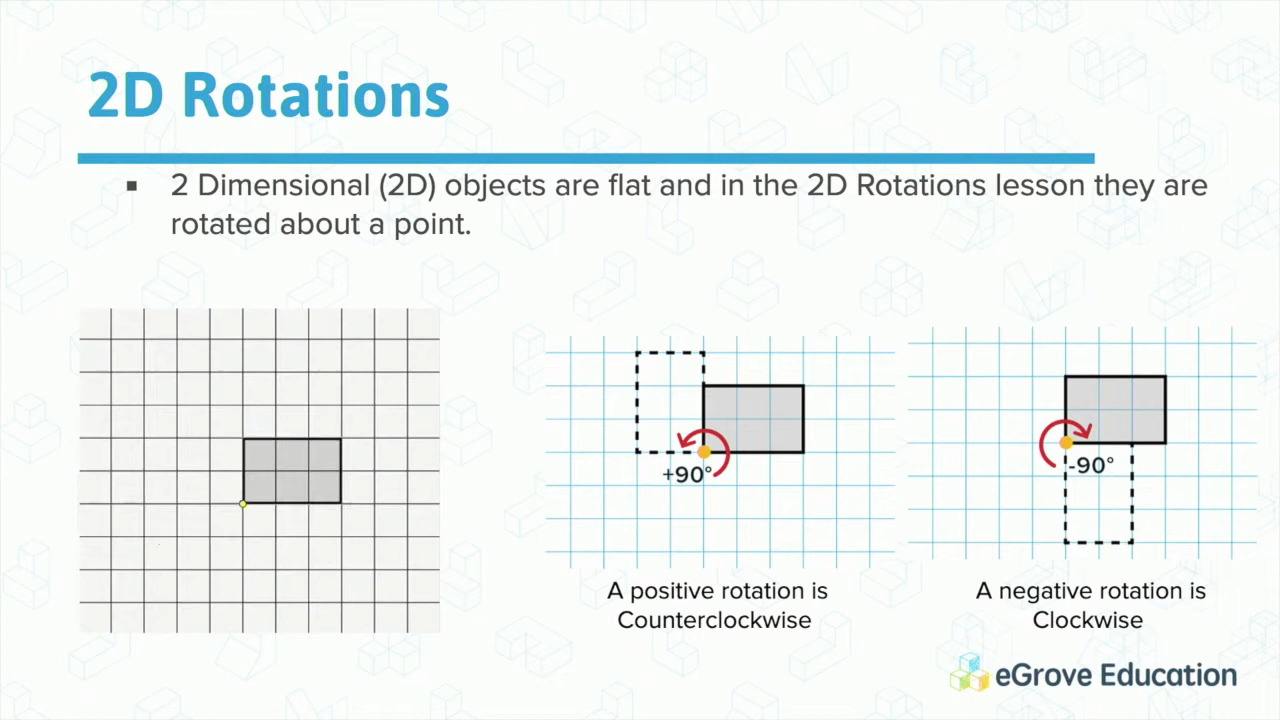 2D Rotations
▪ 2 Dimensional (2D) objects are flat and in the 2D Rotations lesson they are
rotated about a point.
+90°
-90°
A positive rotation is
Counterclockwise
A negative rotation is
Clockwise
eGrove Education